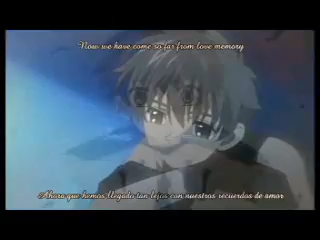 Now we have come so far from love memory
Ahora que hemos llegado tan lejos con nuestros recuerdos de amor